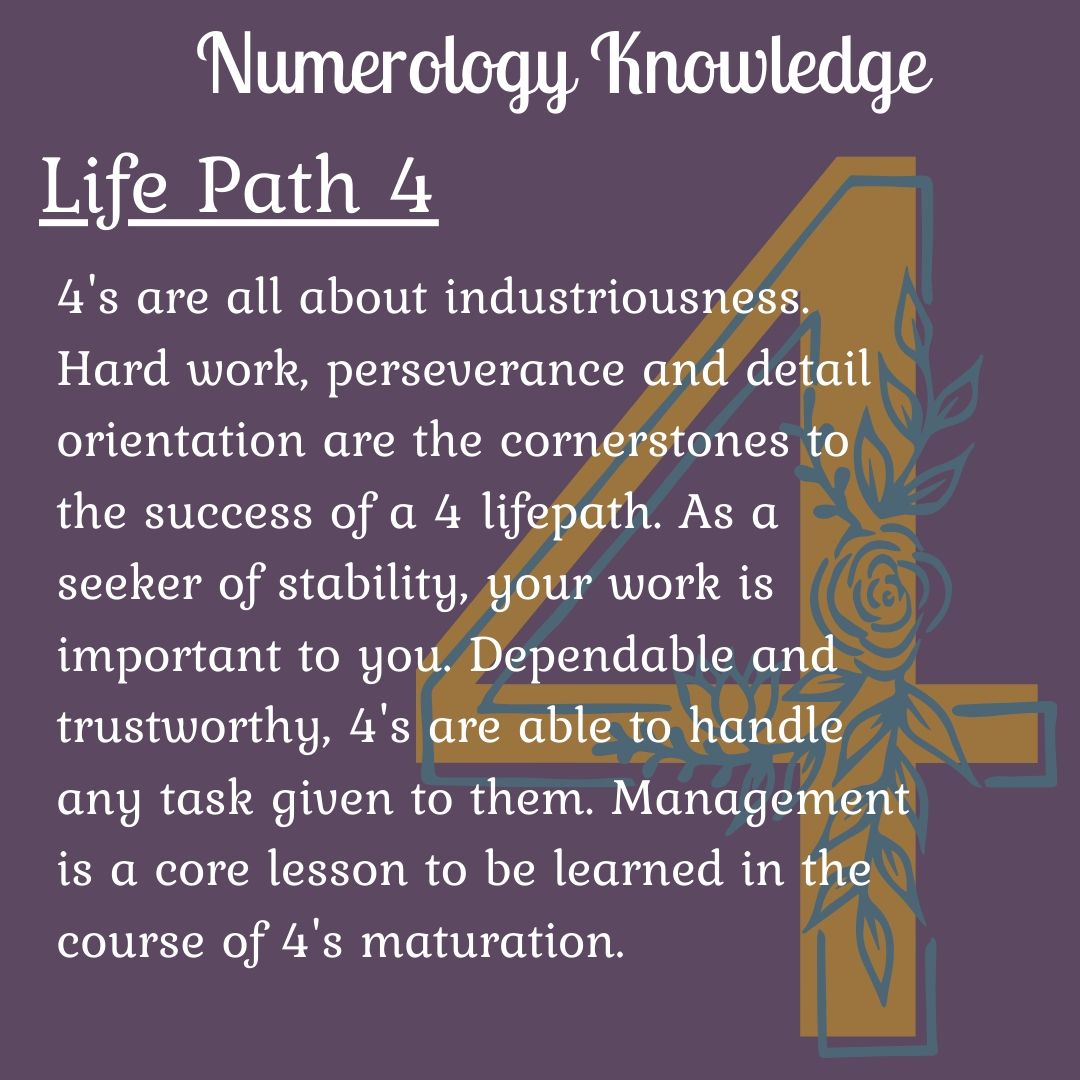 Numerology Knowledge
Life Path 4
4's are all about industriousness.
Hard work, perseverance and detail
orientation are the cornerstones to
the success of a 4 lifepath. As a
seeker of stability, your work is
important to you. Dependable and
trustworthy, 4's are able to handle
any task given to them. Management
is a core lesson to be learned in the
course of 4's maturation.
4